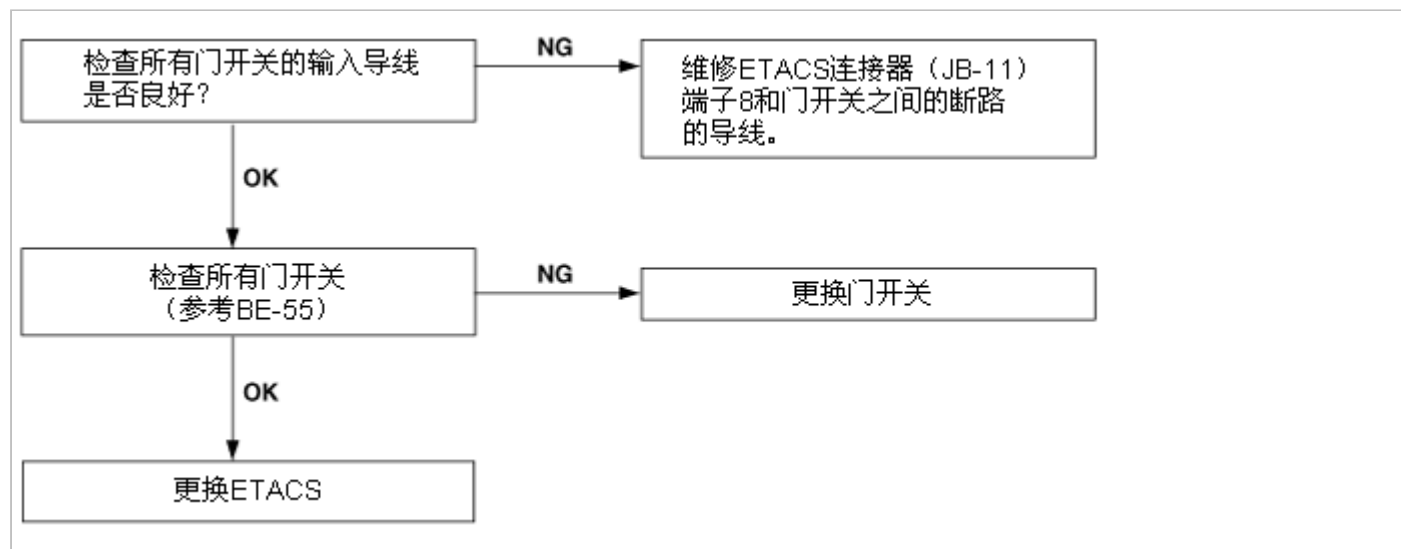 检查所有门开关的输入导线
是否良好?
NG
维修ETACS连接器（JB-11）
端子8和门开关之间的断路
的导线。
OK
检查所有门开关
（参考BE-55）
NG
更换门开关
OK
更换ETACS